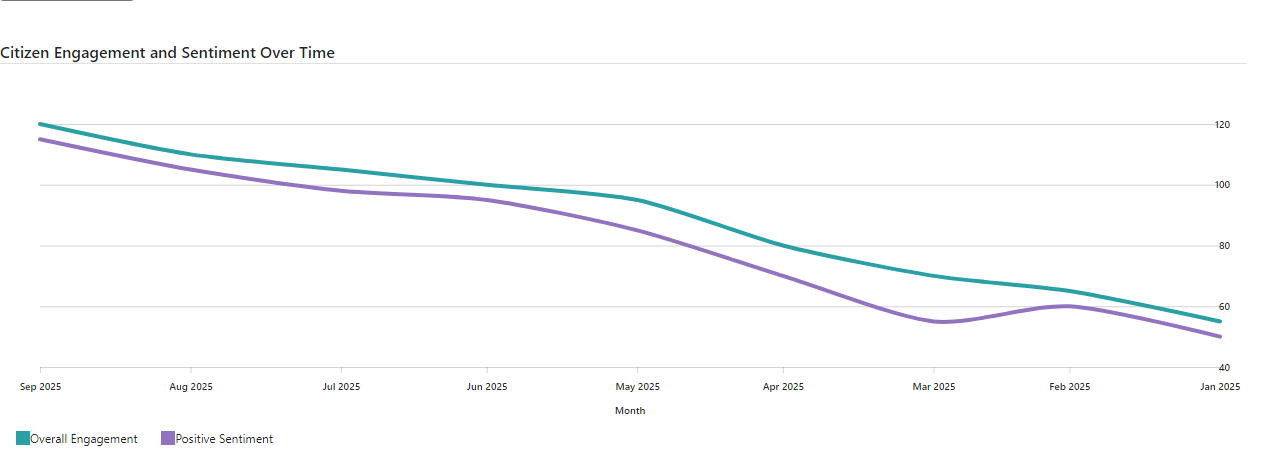 Citizen Engagement and Sentiment Over Time
120
100
80
60
40
Sep 2025 Aug 2025 Jul 2025 Jun 2025 May 2025 Apr 2025 Mar 2025 Feb 2025 Jan 2025
Month
Overall Engagement Positive Sentiment